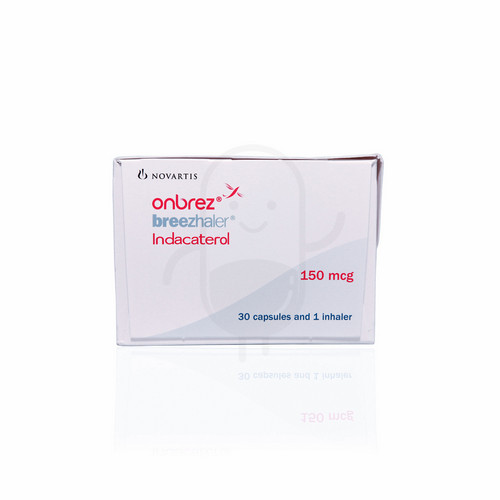 NOVARTIS
onbrez®
breezhaler®
Indacaterol
150 mcg
30 capsules and 1 inhaler